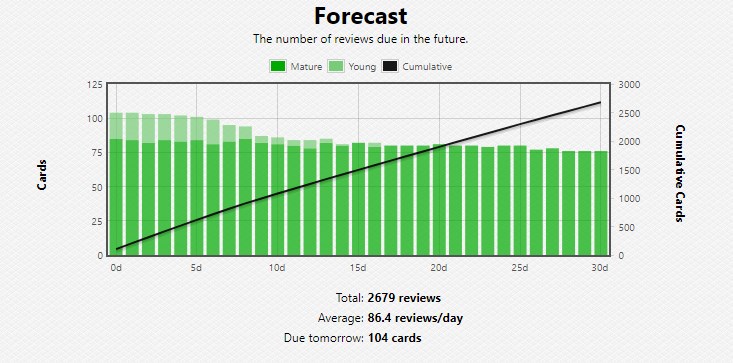 Forecast
The number of reviews due in the future.
Mature Young Cumulative
125 3000
2500
100
2000
75
1500
50
1000
25
500
0 0
Cards
Cumulative Cards
0d 5d 10d 15d 20d 25d 30d
Total: 2679 reviews
Average: 86.4 reviews/day
Due tomorrow: 104 cards